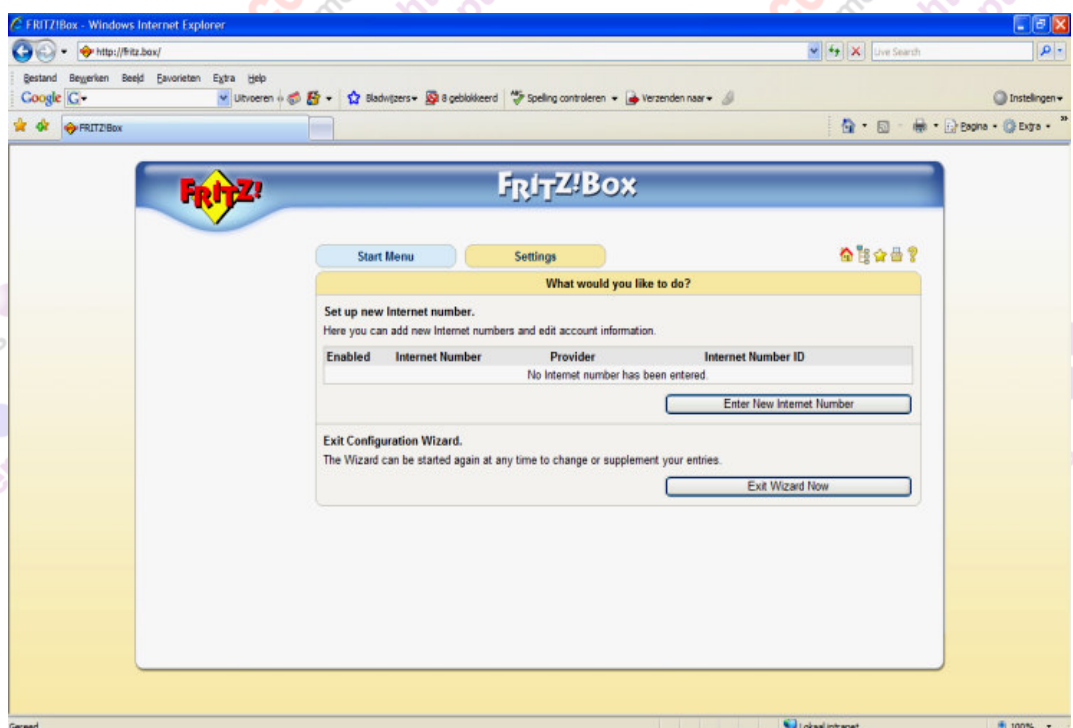 FRITZ!Box - Windows Internet Explorer
http://fritz.box/
Live Search
Bestand Bewerken Beeld Favorieten Extra Help
Google G Uitvoeren Bladwijzers 8 geblokkeerd Spelling controleren Verzenden naar Instellingen
FRITZ!Box
Pagina Extra »
FRITZ!
FRITZ!Box
Start Menu Settings
What would you like to do?
Set up new Internet number.
Here you can add new Internet numbers and edit account information.
Enabled Internet Number Provider Internet Number ID
No Internet number has been entered.
Enter New Internet Number
Exit Configuration Wizard.
The Wizard can be started again at any time to change or supplement your entries.
Exit Wizard Now
Gereed Lokaal intranet 100%